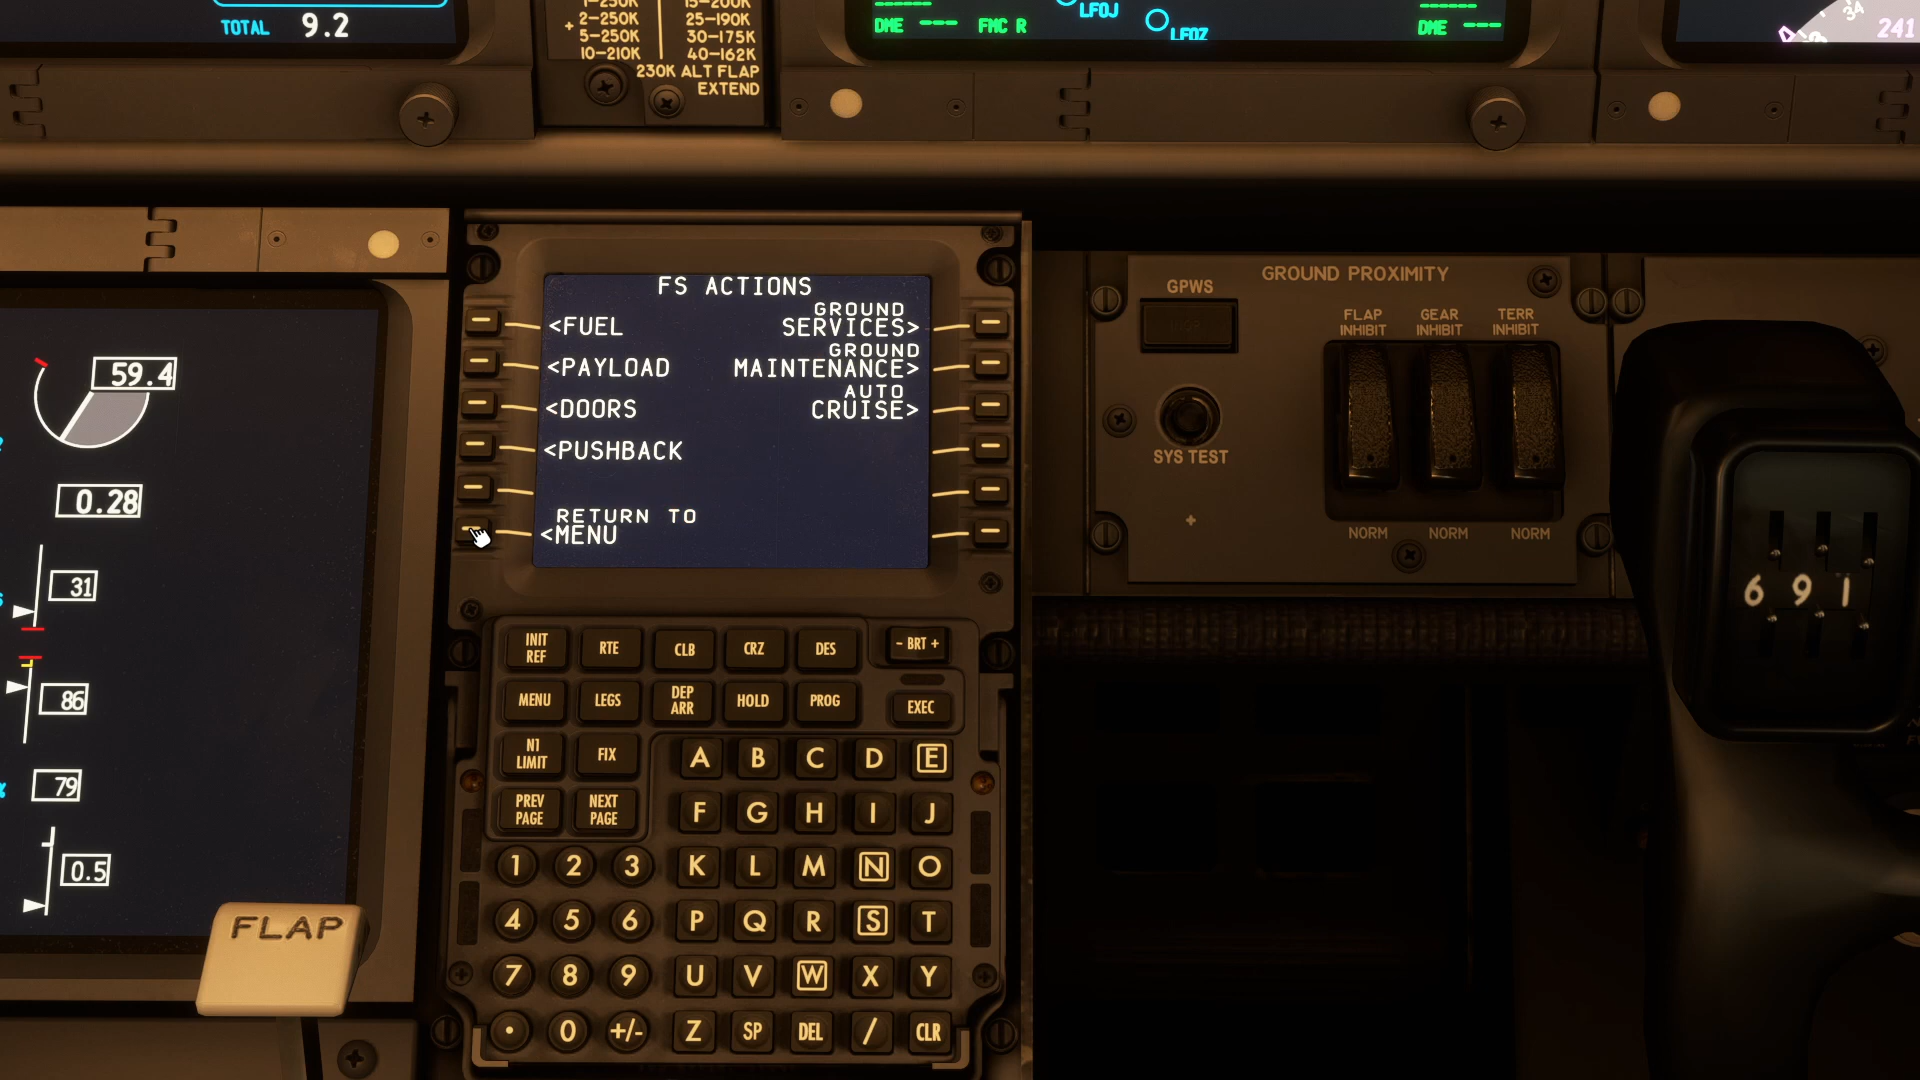 TOTAL 9.2
2-250K 25-190K
5-250K 30-175K
10-210K 40-162K
230K ALT FLAP
EXTEND
DME --- FMC R
LFOJ
LFOZ
DME ---
241
59.4
0.28
31
86
79
0.5
FLAP
FS ACTIONS
GROUND
<FUEL SERVICES>
GROUND
<PAYLOAD MAINTENANCE>
AUTO
<DOORS CRUISE>
<PUSHBACK
RETURN TO
<MENU
INIT REF RTE CLB CRZ DES - BRT +
MENU LEGS DEP ARR HOLD PROG EXEC
N1 LIMIT FIX
PREV PAGE NEXT PAGE
A B C D E
F G H I J
1 2 3 K L M N O
4 5 6 P Q R S T
7 8 9 U V W X Y
. 0 +/- Z SP DEL / CLR
GROUND PROXIMITY
GPWS
FLAP INHIBIT GEAR INHIBIT TERR INHIBIT
SYS TEST
NORM NORM NORM
6 9 1